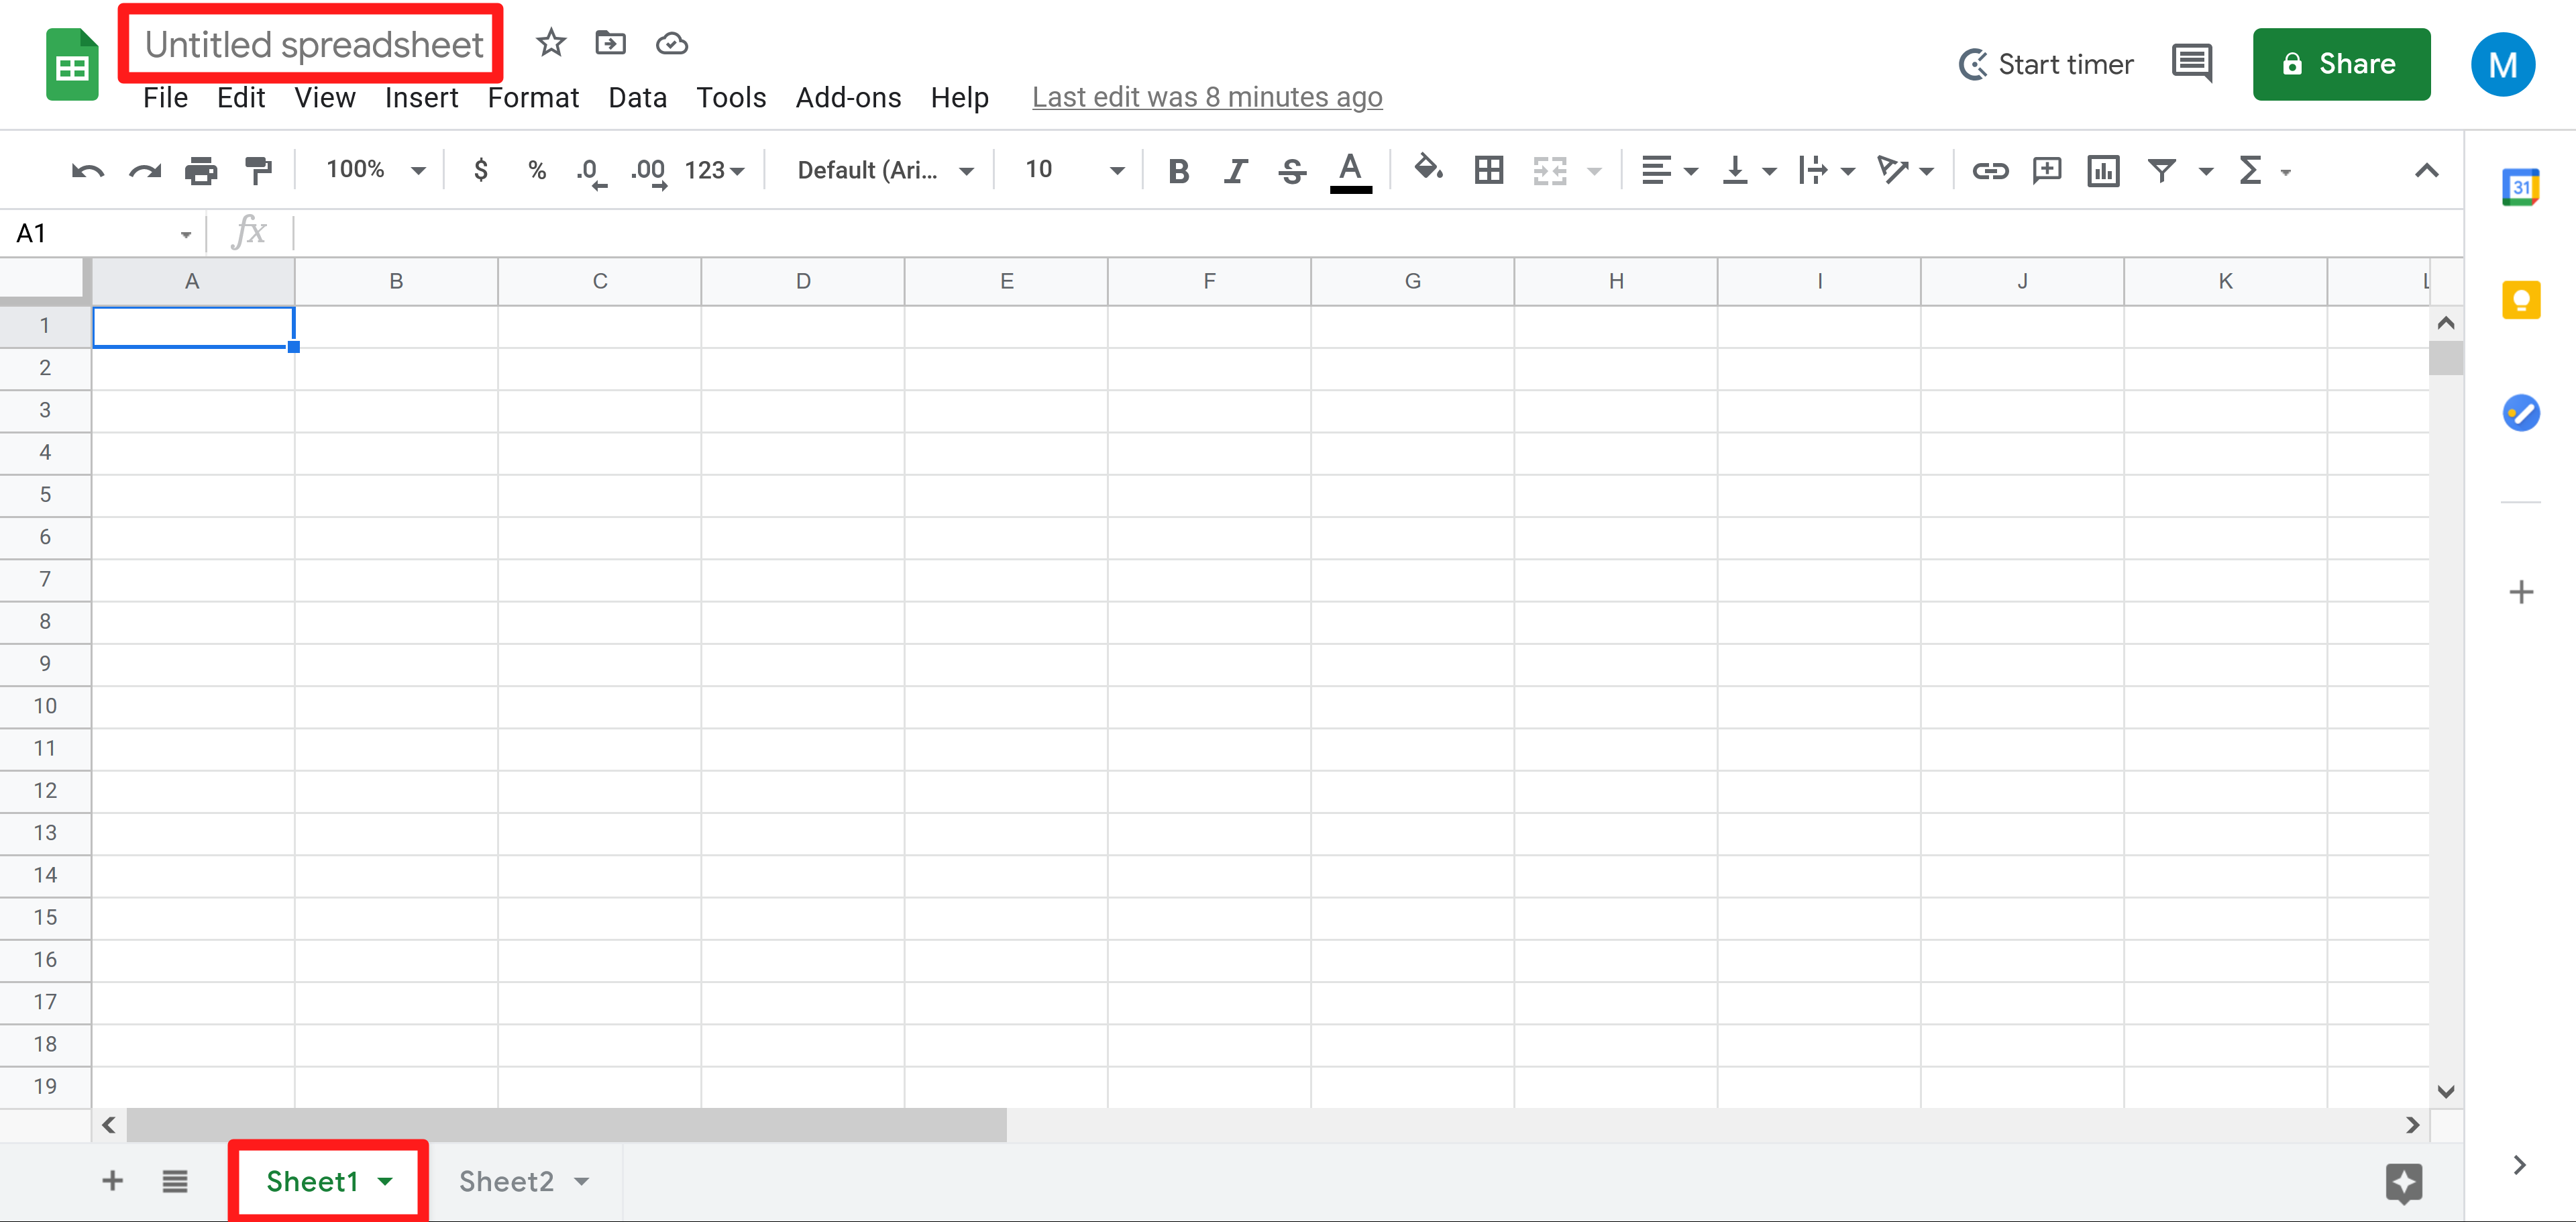 Untitled spreadsheet
File Edit View Insert Format Data Tools Add-ons Help Last edit was 8 minutes ago
Start timer Share M
100% $ % .0 .00 123 Default (Ari... 10 B I S A Σ
31
A1 fx
A B C D E F G H I J K L
1
2
3
4
5
6
7
8
9
10
11
12
13
14
15
16
17
18
19
+ Sheet1 Sheet2